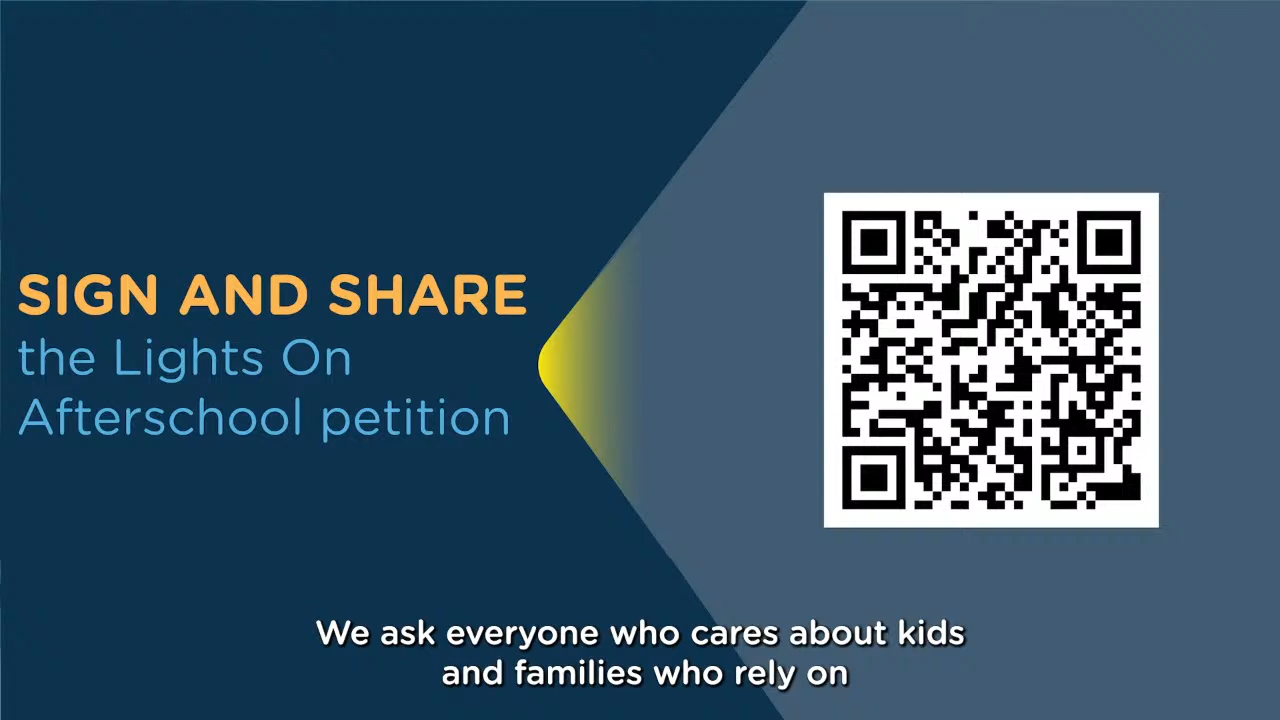 SIGN AND SHARE
the Lights On
Afterschool petition
We ask everyone who cares about kids
and families who rely on